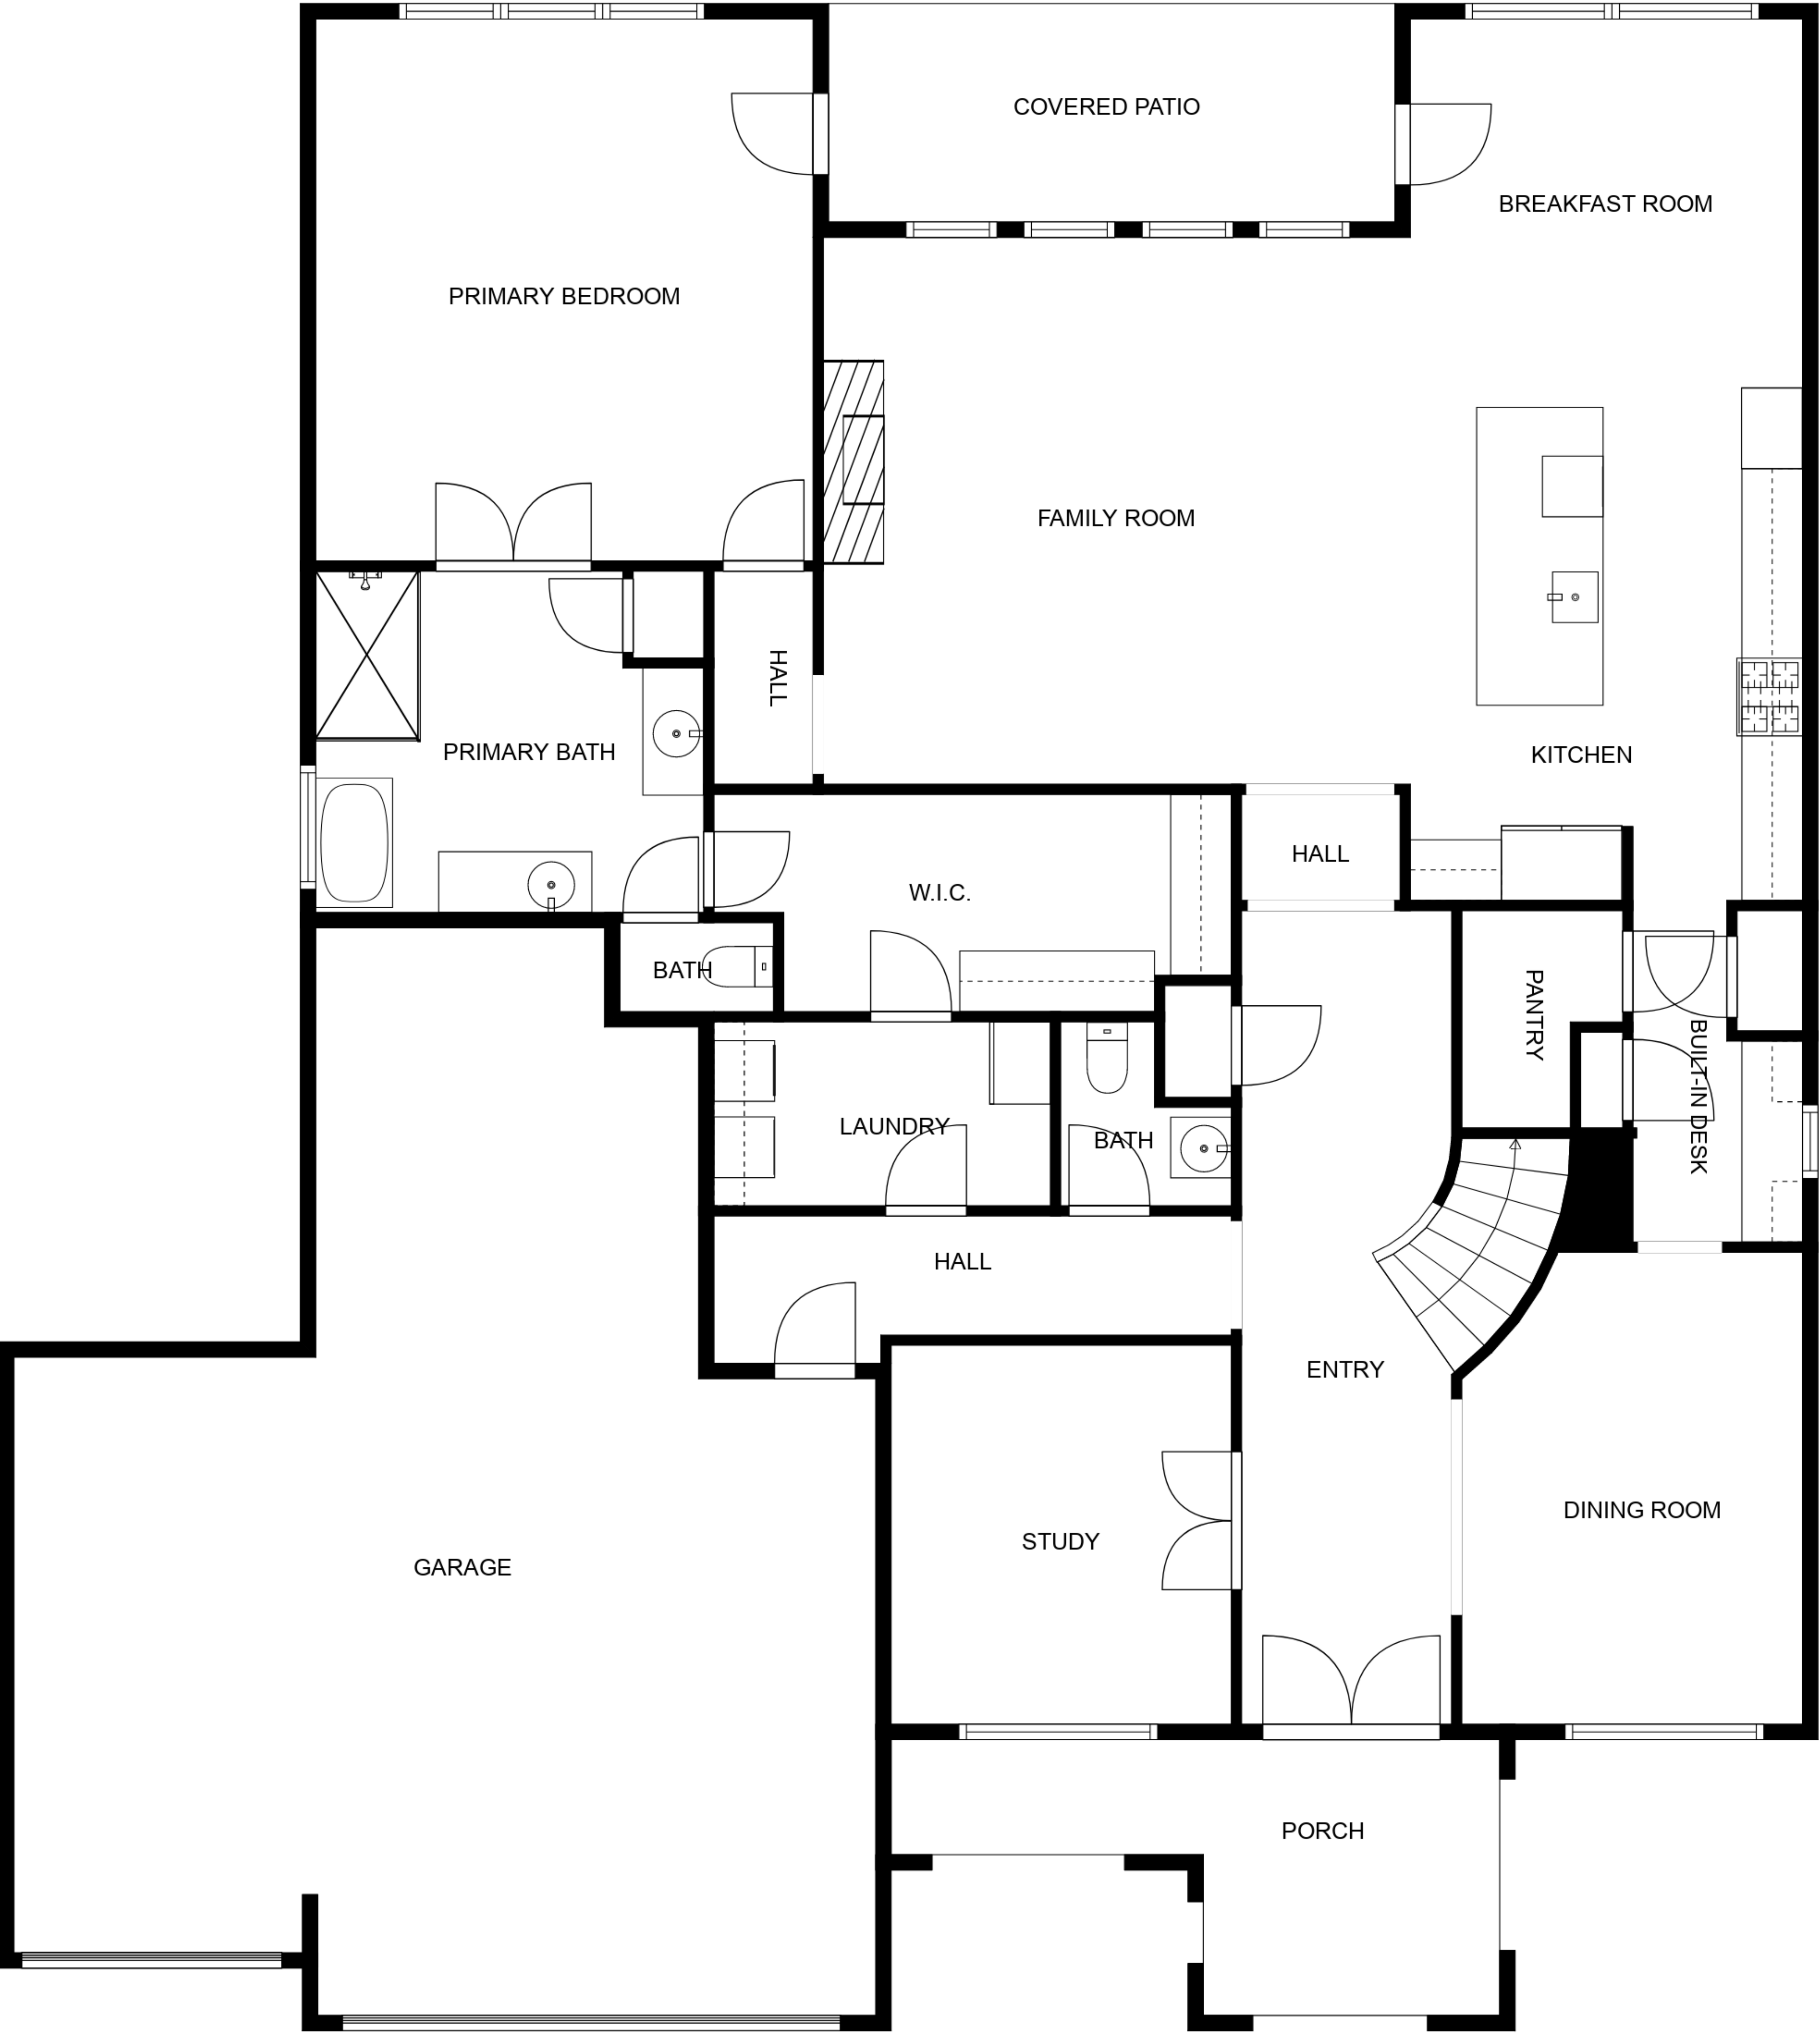 COVERED PATIO
BREAKFAST ROOM
PRIMARY BEDROOM
FAMILY ROOM
HALL
PRIMARY BATH
KITCHEN
HALL
W.I.C.
BATH
PANTRY
BUILT-IN DESK
LAUNDRY
BATH
HALL
ENTRY
DINING ROOM
STUDY
GARAGE
PORCH